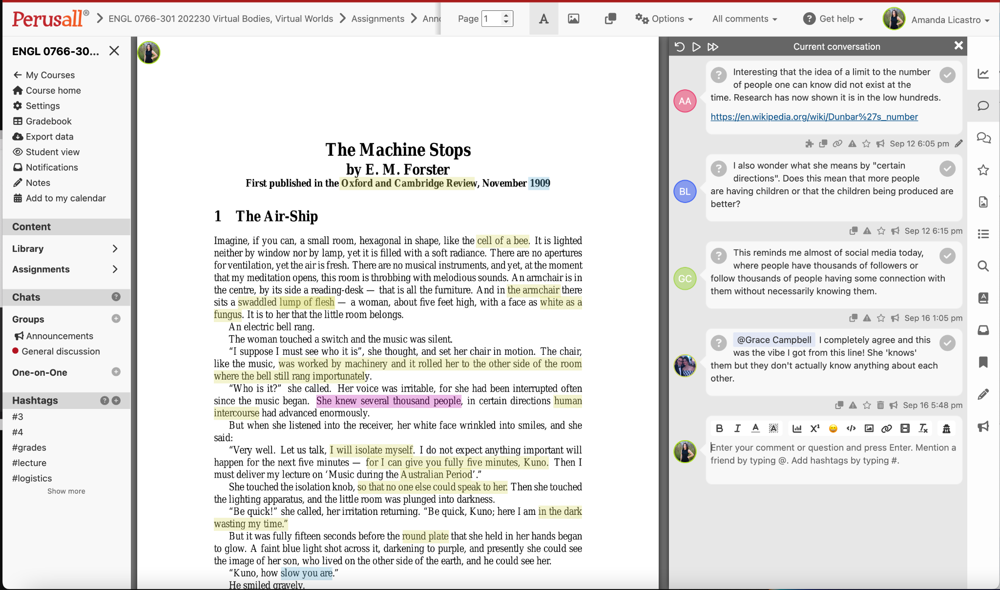 Perusall®
ENGL 0766-301 202230 Virtual Bodies, Virtual Worlds
Assignments
Page 1
A
Options
All comments
? Get help
Amanda Licastro
ENGL 0766-30...
My Courses
Course home
Settings
Gradebook
Export data
Student view
Notifications
Notes
Add to my calendar
Content
Library
Assignments
Chats ?
Groups
Announcements
General discussion
One-on-One
Hashtags ?
#3
#4
#grades
#lecture
#logistics
Show more
The Machine Stops
by E. M. Forster
First published in the Oxford and Cambridge Review, November 1909
1 The Air-Ship
Imagine, if you can, a small room, hexagonal in shape, like the cell of a bee. It is lighted
neither by window nor by lamp, yet it is filled with a soft radiance. There are no apertures
for ventilation, yet the air is fresh. There are no musical instruments, and yet, at the moment
that my meditation opens, this room is throbbing with melodious sounds. An armchair is in
the centre, by its side a reading-desk — that is all the furniture. And in the armchair there
sits a swaddled lump of flesh — a woman, about five feet high, with a face as white as a
fungus. It is to her that the little room belongs.
An electric bell rang.
The woman touched a switch and the music was silent.
“I suppose I must see who it is”, she thought, and set her chair in motion. The chair,
like the music, was worked by machinery and it rolled her to the other side of the room
where the bell still rang importunately.
“Who is it?” she called. Her voice was irritable, for she had been interrupted often
since the music began. She knew several thousand people, in certain directions human
intercourse had advanced enormously.
But when she listened into the receiver, her white face wrinkled into smiles, and she
said:
“Very well. Let us talk, I will isolate myself. I do not expect anything important will
happen for the next five minutes — for I can give you fully five minutes, Kuno. Then I
must deliver my lecture on ‘Music during the Australian Period’.”
She touched the isolation knob, so that no one else could speak to her. Then she touched
the lighting apparatus, and the little room was plunged into darkness.
“Be quick!” she called, her irritation returning. “Be quick, Kuno; here I am in the dark
wasting my time.”
But it was fully fifteen seconds before the round plate that she held in her hands began
to glow. A faint blue light shot across it, darkening to purple, and presently she could see
the image of her son, who lived on the other side of the earth, and he could see her.
“Kuno, how slow you are.”
He smiled gravely.
Current conversation
AA
? Interesting that the idea of a limit to the number
of people one can know did not exist at the
time. Research has now shown it is in the low hundreds.
https://en.wikipedia.org/wiki/Dunbar%27s_number
Sep 12 6:05 pm
BL
? I also wonder what she means by "certain
directions". Does this mean that more people
are having children or that the children being produced are
better?
Sep 12 6:15 pm
GC
? This reminds me almost of social media today,
where people have thousands of followers or
follow thousands of people having some connection with
them without necessarily knowing them.
Sep 16 1:05 pm
? @Grace Campbell I completely agree and this
was the vibe I got from this line! She 'knows'
them but they don't actually know anything about each
other.
Sep 16 5:48 pm
B I A A X¹ </> Tx
Enter your comment or question and press Enter. Mention a
friend by typing @. Add hashtags by typing #.